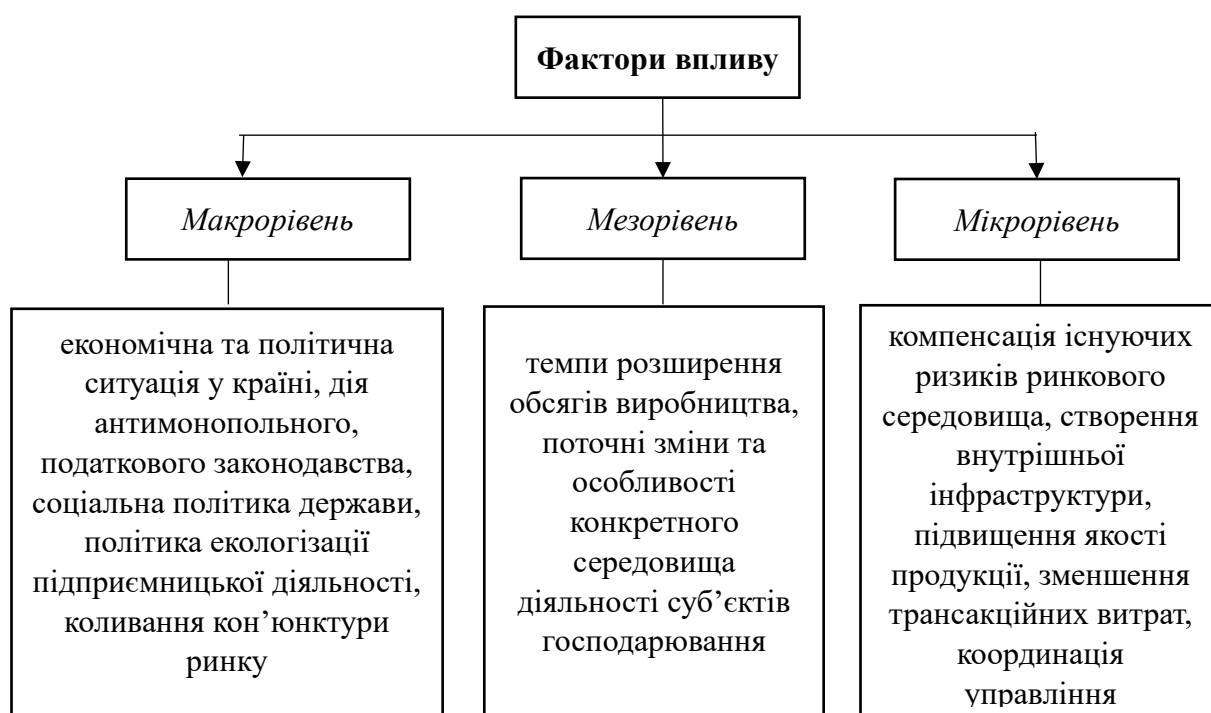 Фактори впливу
Макрорівень
Мезорівень
Мікрорівень
економічна та політична
ситуація у країні, дія
антимонопольного,
податкового законодавства,
соціальна політика держави,
політика екологізації
підприємницької діяльності,
коливання кон’юнктури
ринку
темпи розширення
обсягів виробництва,
поточні зміни та
особливості
конкретного
середовища
діяльності суб’єктів
господарювання
компенсація існуючих
ризиків ринкового
середовища, створення
внутрішньої
інфраструктури,
підвищення якості
продукції, зменшення
трансакційних витрат,
координація
управління